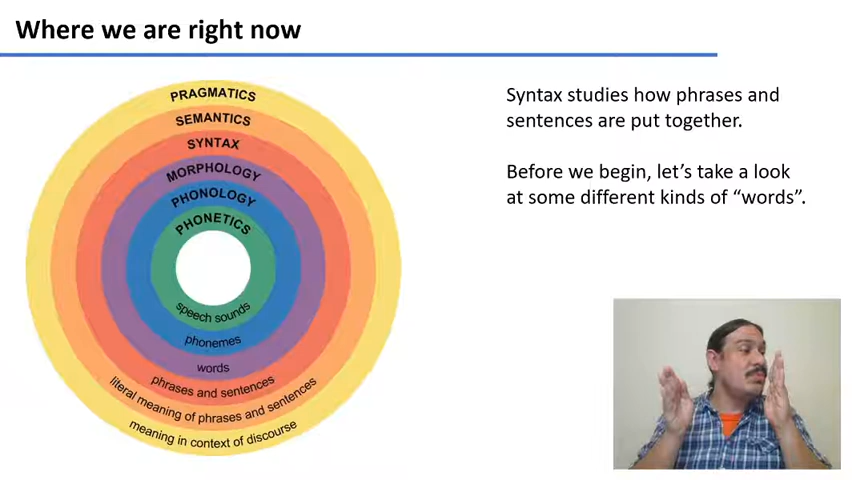 Where we are right now
PRAGMATICS
SEMANTICS
SYNTAX
MORPHOLOGY
PHONOLOGY
PHONETICS
speech sounds
phonemes
words
phrases and sentences
literal meaning of phrases and sentences
meaning in context of discourse
Syntax studies how phrases and
sentences are put together.
Before we begin, let’s take a look
at some different kinds of “words”.